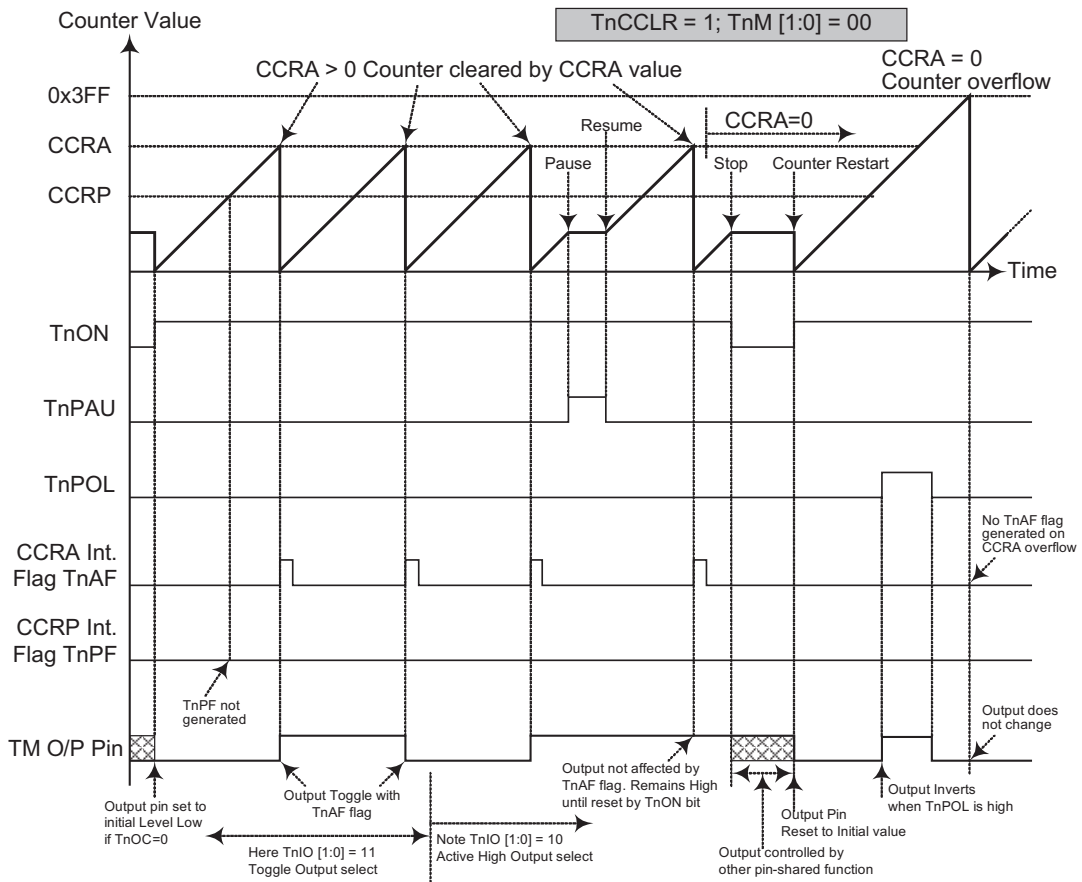 Counter Value
TnCCLR = 1; TnM [1:0] = 00
CCRA > 0 Counter cleared by CCRA value
CCRA = 0
Counter overflow
0x3FF
CCRA
CCRP
Resume
CCRA=0
Pause
Stop
Counter Restart
Time
TnON
TnPAU
TnPOL
No TnAF flag
generated on
CCRA overflow
CCRA Int.
Flag TnAF
CCRP Int.
Flag TnPF
TnPF not
generated
Output does
not change
TM O/P Pin
Output pin set to
initial Level Low
if TnOC=0
Output Toggle with
TnAF flag
Output not affected by
TnAF flag. Remains High
until reset by TnON bit
Output Inverts
when TnPOL is high
Output Pin
Reset to Initial value
Here TnIO [1:0] = 11
Toggle Output select
Note TnIO [1:0] = 10
Active High Output select
Output controlled by
other pin-shared function